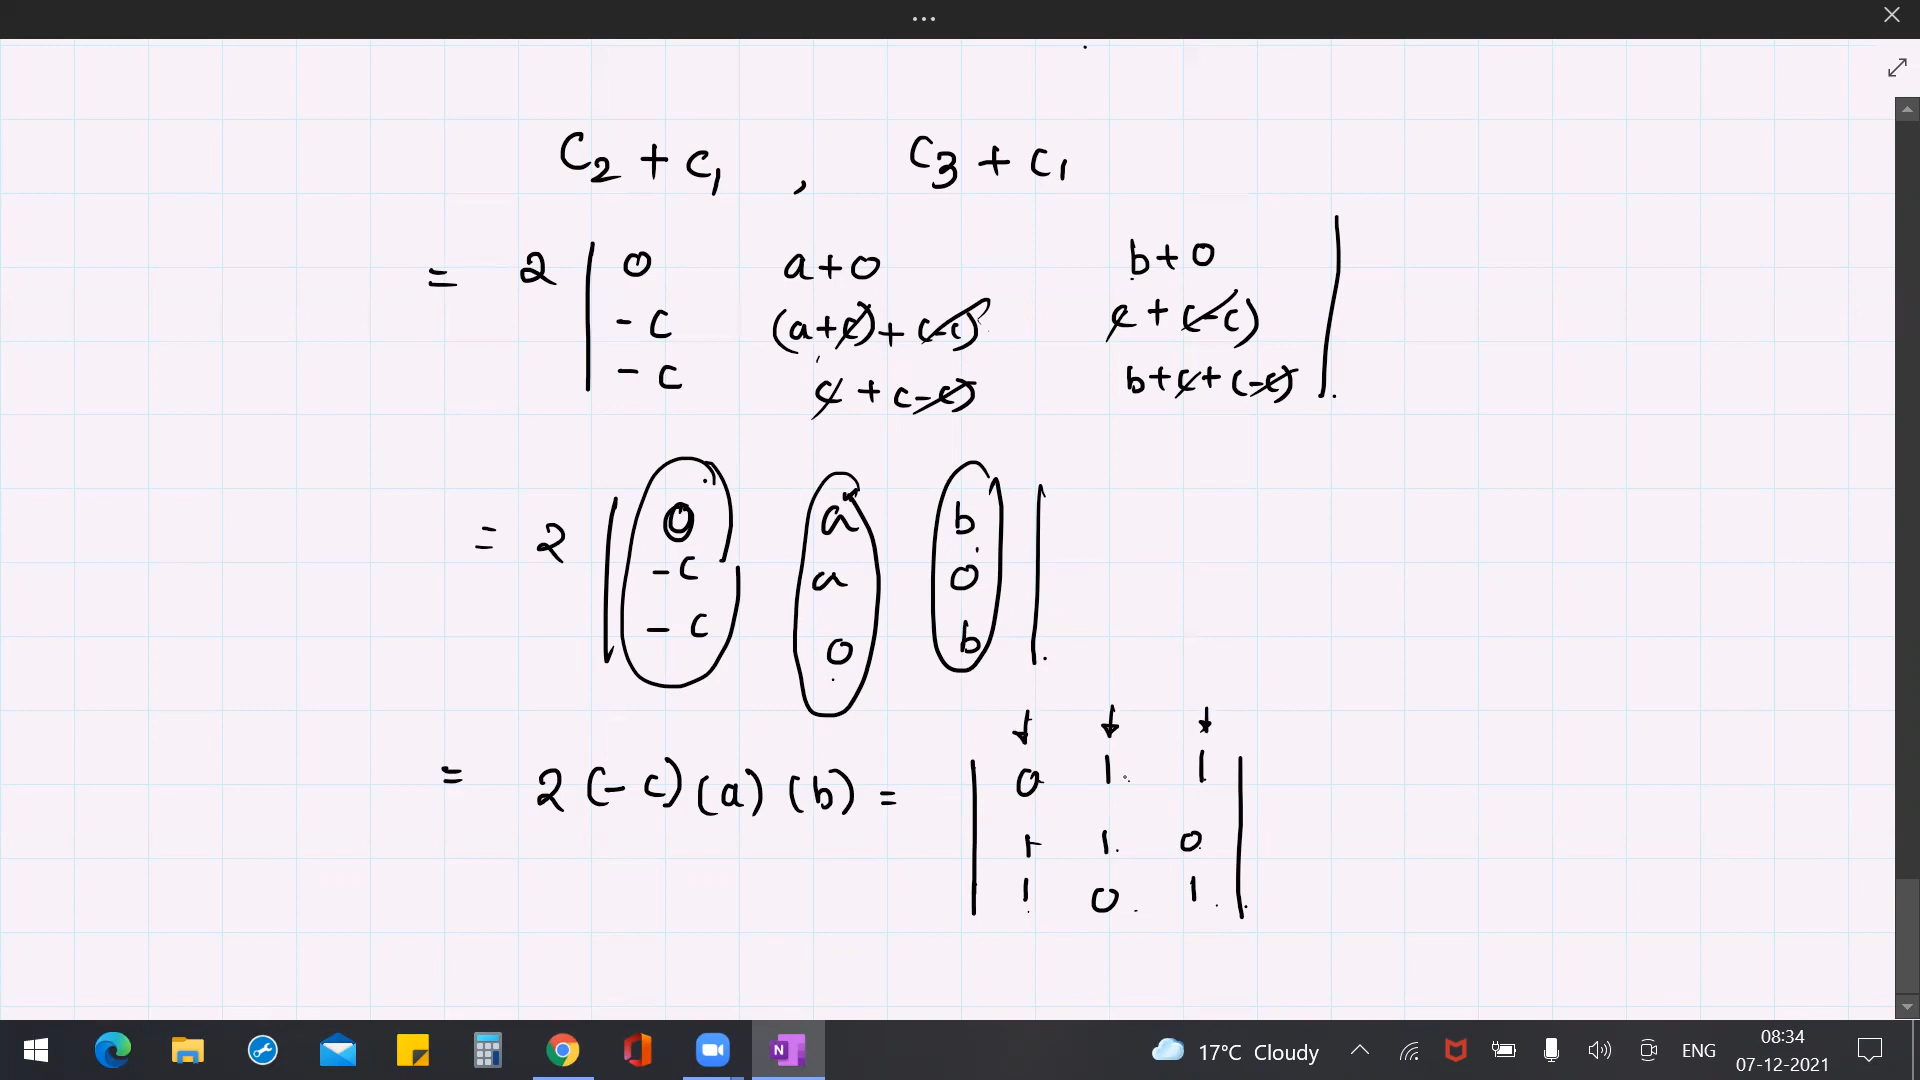 C₂ + C₁ , C₃ + C₁
= 2 | 0 a+0 b+0 |
-c (a+c)+(-c) c+(-c)
-c c+(-c) b+c+(-c)
= 2 | 0 a b |
-c a 0
-c 0 b
= 2 (-c) (a) (b) = | 0 1 1 |
1 1 0
1 0 1
17°C Cloudy
ENG
08:34
07-12-2021